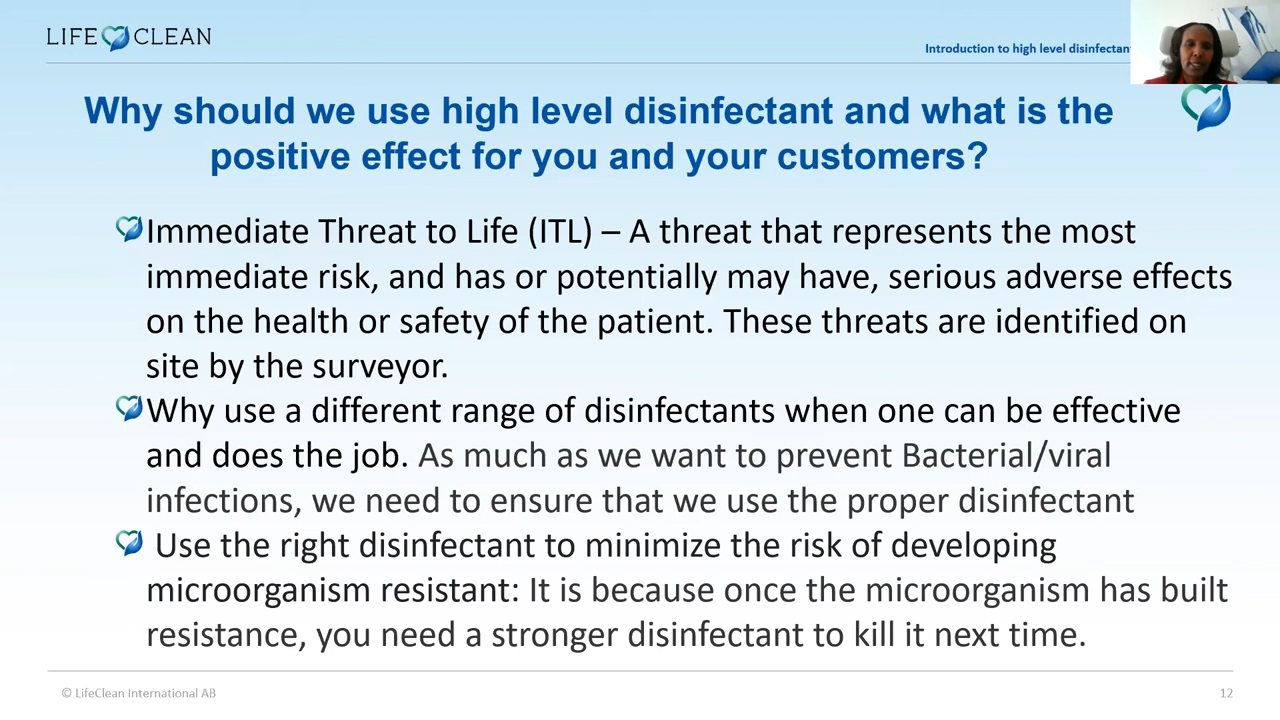 LIFE CLEAN
Introduction to high level disinfectant
Why should we use high level disinfectant and what is the
positive effect for you and your customers?
Immediate Threat to Life (ITL) – A threat that represents the most
immediate risk, and has or potentially may have, serious adverse effects
on the health or safety of the patient. These threats are identified on
site by the surveyor.
Why use a different range of disinfectants when one can be effective
and does the job. As much as we want to prevent Bacterial/viral
infections, we need to ensure that we use the proper disinfectant
Use the right disinfectant to minimize the risk of developing
microorganism resistant: It is because once the microorganism has built
resistance, you need a stronger disinfectant to kill it next time.
© LifeClean International AB
12